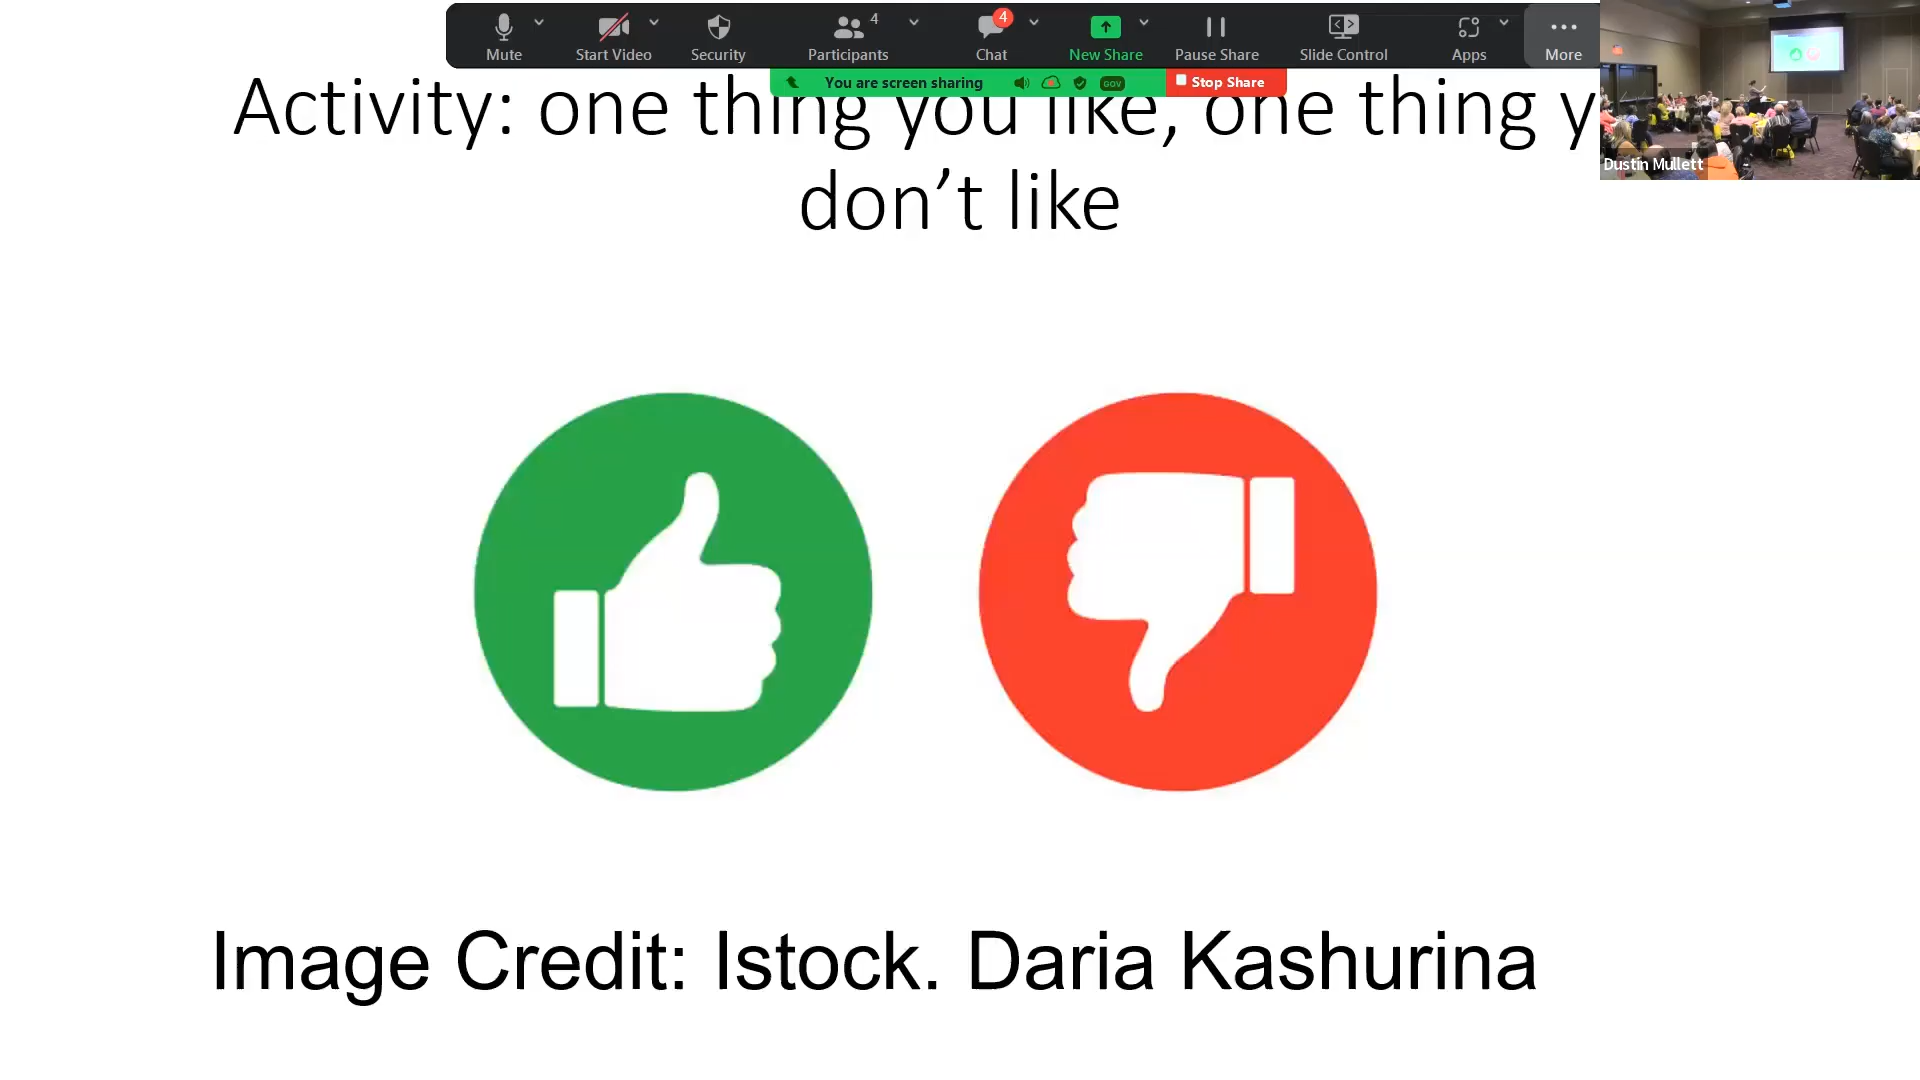 4
4
Mute
Start Video
Security
Participants
Chat
New Share
Pause Share
Slide Control
Apps
More
You are screen sharing
GOV
Stop Share
Activity: one thing you like, one thing y
don’t like
Dustin Mullett
Image Credit: Istock. Daria Kashurina